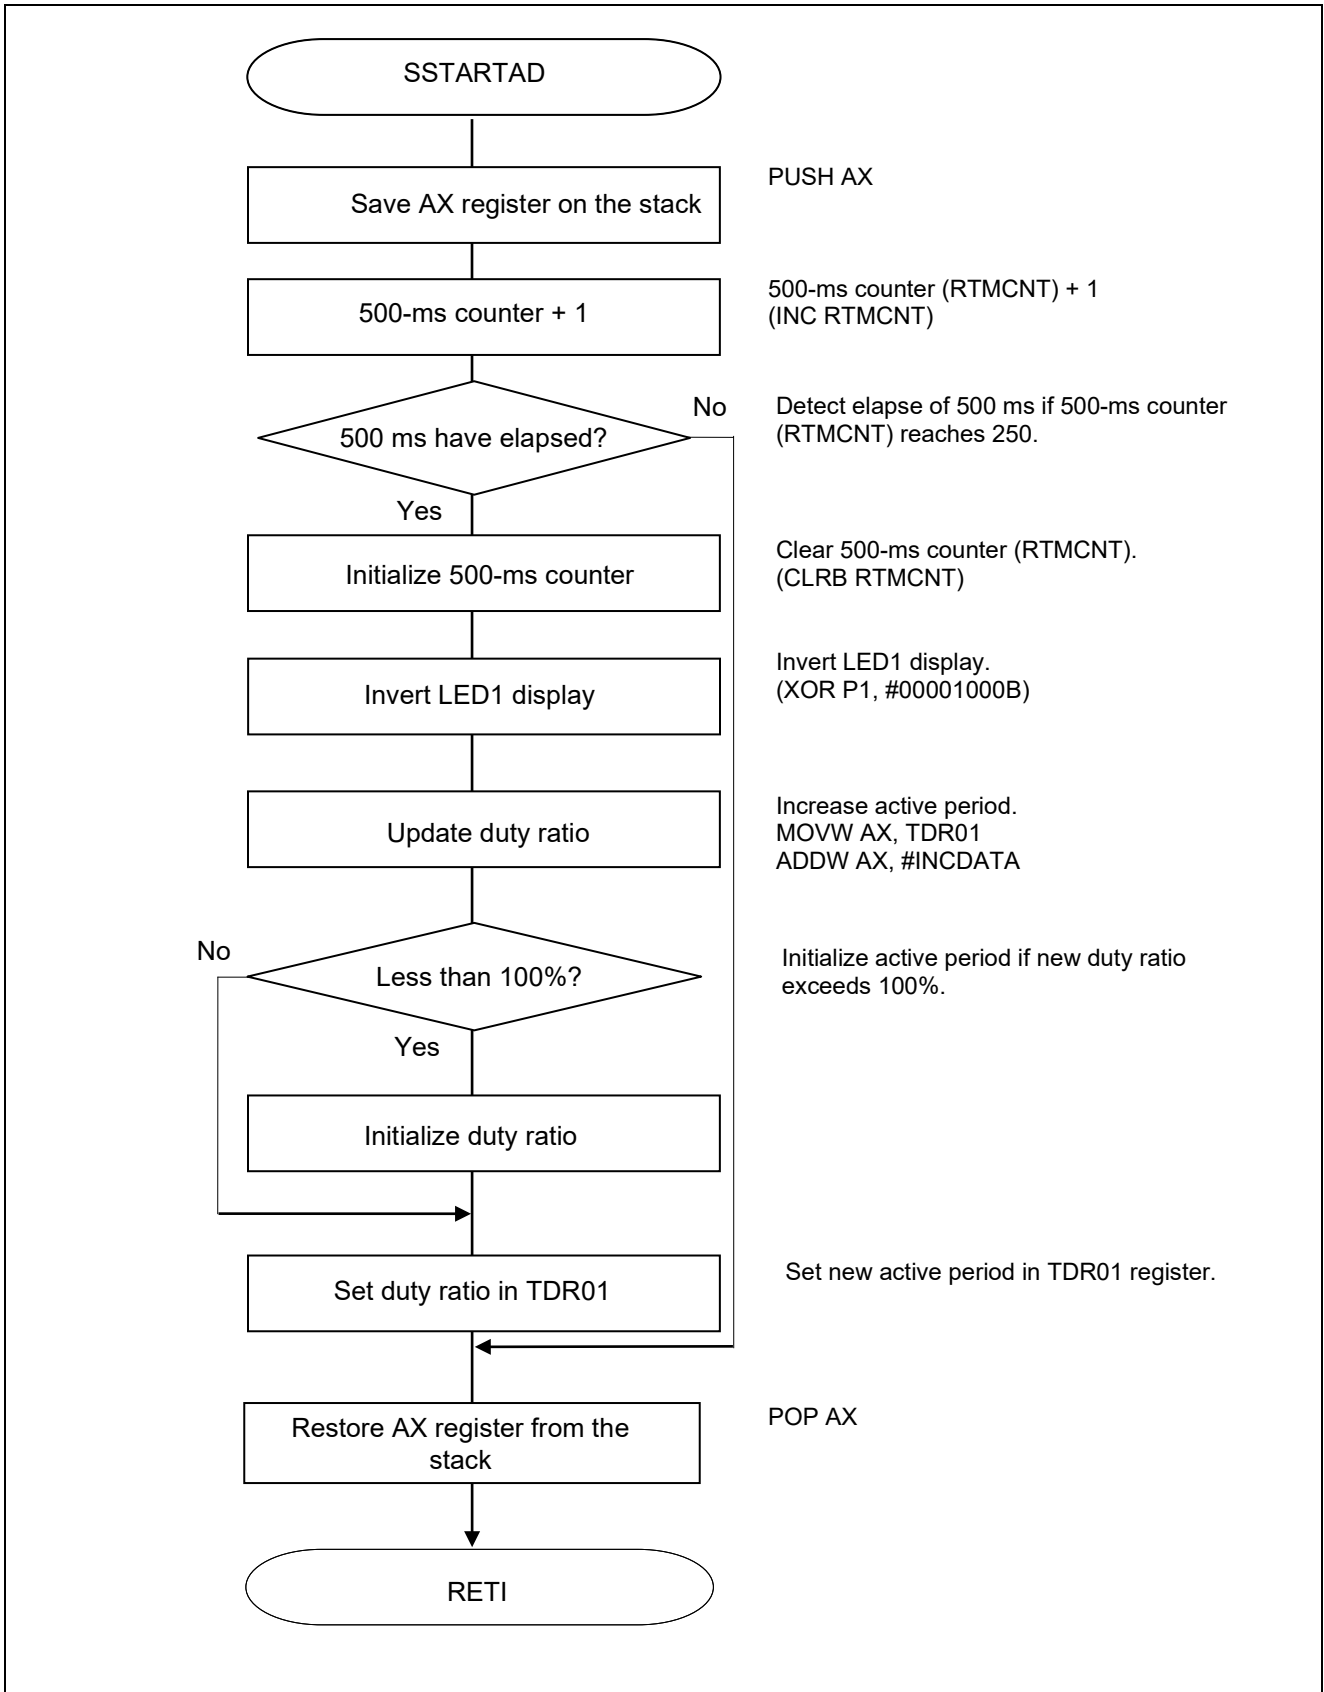 SSTARTAD
Save AX register on the stack
PUSH AX
500-ms counter + 1
500-ms counter (RTMCNT) + 1
(INC RTMCNT)
500 ms have elapsed?
No
Detect elapse of 500 ms if 500-ms counter
(RTMCNT) reaches 250.
Yes
Initialize 500-ms counter
Clear 500-ms counter (RTMCNT).
(CLRB RTMCNT)
Invert LED1 display
Invert LED1 display.
(XOR P1, #00001000B)
Update duty ratio
Increase active period.
MOVW AX, TDR01
ADDW AX, #INCDATA
No
Less than 100%?
Initialize active period if new duty ratio
exceeds 100%.
Yes
Initialize duty ratio
Set duty ratio in TDR01
Set new active period in TDR01 register.
Restore AX register from the
stack
POP AX
RETI